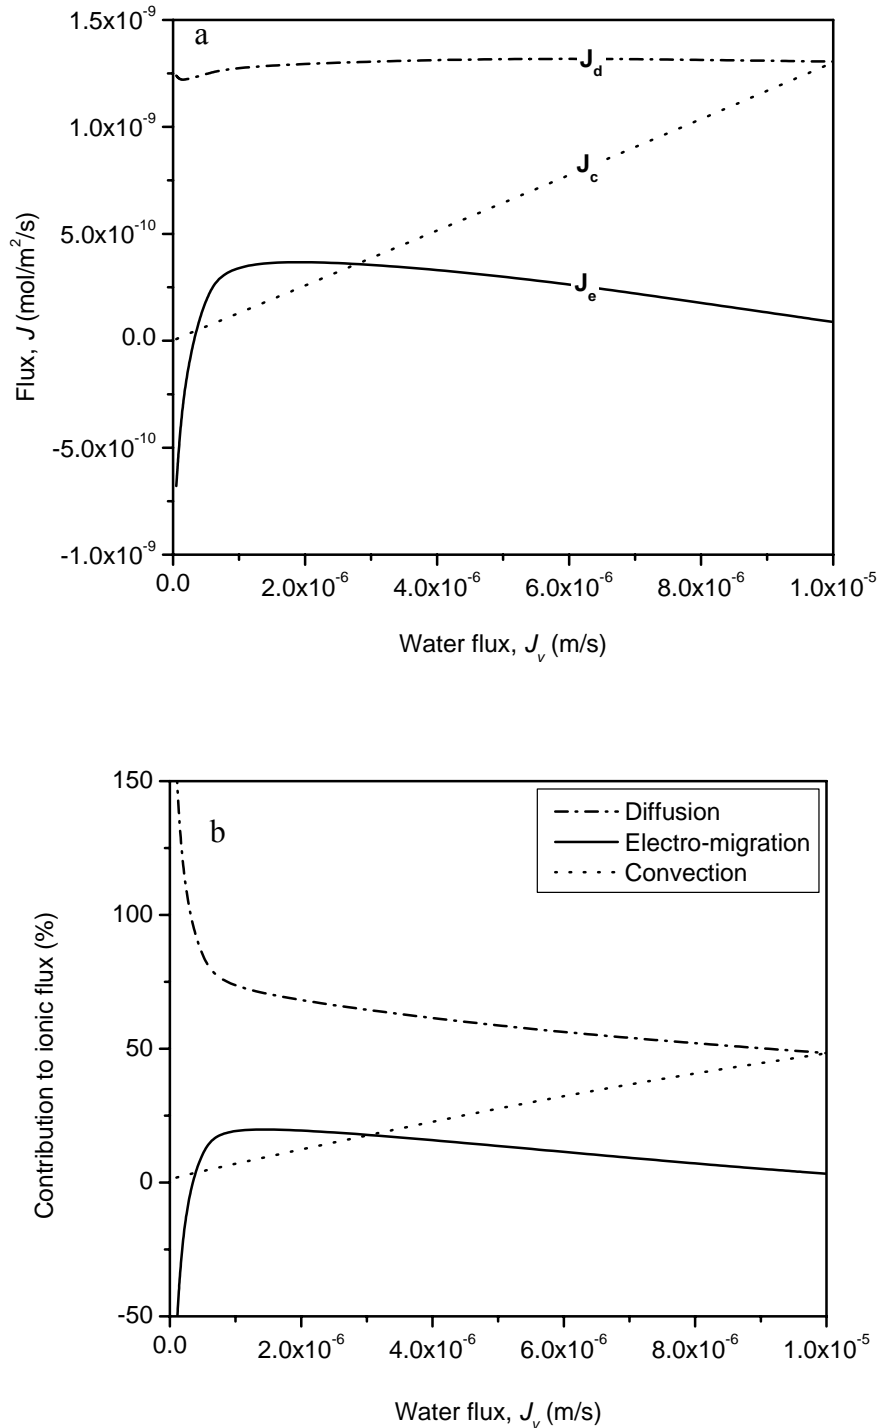 1.5x10⁻⁹
a
J_d
1.0x10⁻⁹
J_c
5.0x10⁻¹⁰
J_e
0.0
-5.0x10⁻¹⁰
-1.0x10⁻⁹
Flux, J (mol/m²/s)
0.0 2.0x10⁻⁶ 4.0x10⁻⁶ 6.0x10⁻⁶ 8.0x10⁻⁶ 1.0x10⁻⁵
Water flux, J_v (m/s)
150
b
Diffusion
Electro-migration
Convection
100
50
0
-50
Contribution to ionic flux (%)
0.0 2.0x10⁻⁶ 4.0x10⁻⁶ 6.0x10⁻⁶ 8.0x10⁻⁶ 1.0x10⁻⁵
Water flux, J_v (m/s)